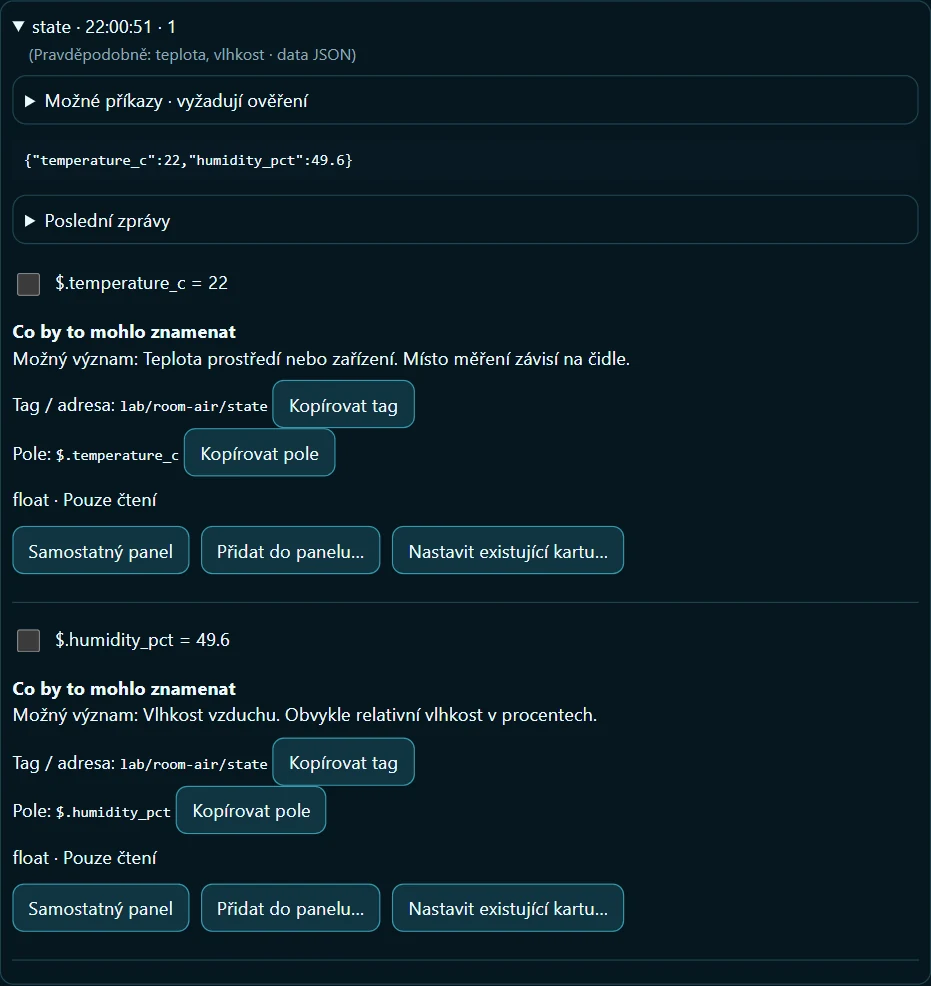 ▼ state · 22:00:51 · 1
(Pravděpodobně: teplota, vlhkost · data JSON)
▶ Možné příkazy · vyžadují ověření
{"temperature_c":22,"humidity_pct":49.6}
▶ Poslední zprávy
$.temperature_c = 22
Co by to mohlo znamenat
Možný význam: Teplota prostředí nebo zařízení. Místo měření závisí na čidle.
Tag / adresa: lab/room-air/state Kopírovat tag
Pole: $.temperature_c Kopírovat pole
float · Pouze čtení
Samostatný panel Přidat do panelu... Nastavit existující kartu...
$.humidity_pct = 49.6
Co by to mohlo znamenat
Možný význam: Vlhkost vzduchu. Obvykle relativní vlhkost v procentech.
Tag / adresa: lab/room-air/state Kopírovat tag
Pole: $.humidity_pct Kopírovat pole
float · Pouze čtení
Samostatný panel Přidat do panelu... Nastavit existující kartu...